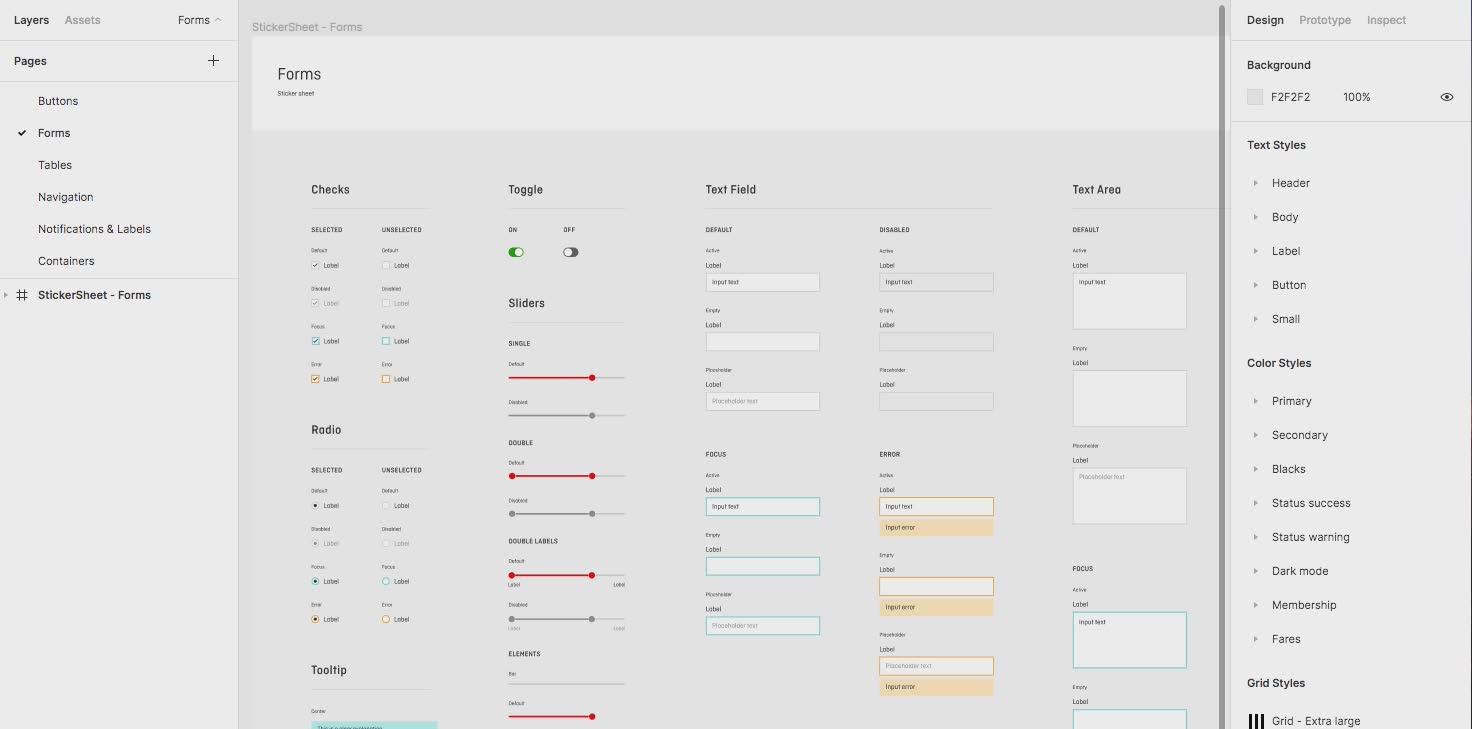 Layers
Assets
Forms
Pages
Buttons
Forms
Tables
Navigation
Notifications & Labels
Containers
StickerSheet - Forms
StickerSheet - Forms
Forms
Sticker sheet
Checks
SELECTED UNSELECTED
Default Default
Label Label
Disabled Disabled
Label Label
Focus Focus
Label Label
Error Error
Label Label
Radio
SELECTED UNSELECTED
Default Default
Label Label
Disabled Disabled
Label Label
Focus Focus
Label Label
Error Error
Label Label
Tooltip
Center
This is a clear explanation
Toggle
ON OFF
Sliders
SINGLE
Default
Disabled
DOUBLE
Default
Disabled
DOUBLE LABELS
Default
Label Label
Disabled
Label Label
ELEMENTS
Bar
Default
Text Field
DEFAULT
Active
Label
Input text
Empty
Label
Placeholder
Label
Placeholder text
FOCUS
Active
Label
Input text
Empty
Label
Placeholder
Label
Placeholder text
DISABLED
Active
Label
Input text
Empty
Label
Placeholder
Label
ERROR
Active
Label
Input text
Input error
Empty
Label
Input error
Placeholder
Label
Placeholder text
Input error
Text Area
DEFAULT
Active
Label
Input text
Empty
Label
Placeholder
Label
Placeholder text
FOCUS
Active
Label
Input text
Empty
Label
Design
Prototype
Inspect
Background
F2F2F2 100%
Text Styles
Header
Body
Label
Button
Small
Color Styles
Primary
Secondary
Blacks
Status success
Status warning
Dark mode
Membership
Fares
Grid Styles
Grid - Extra large